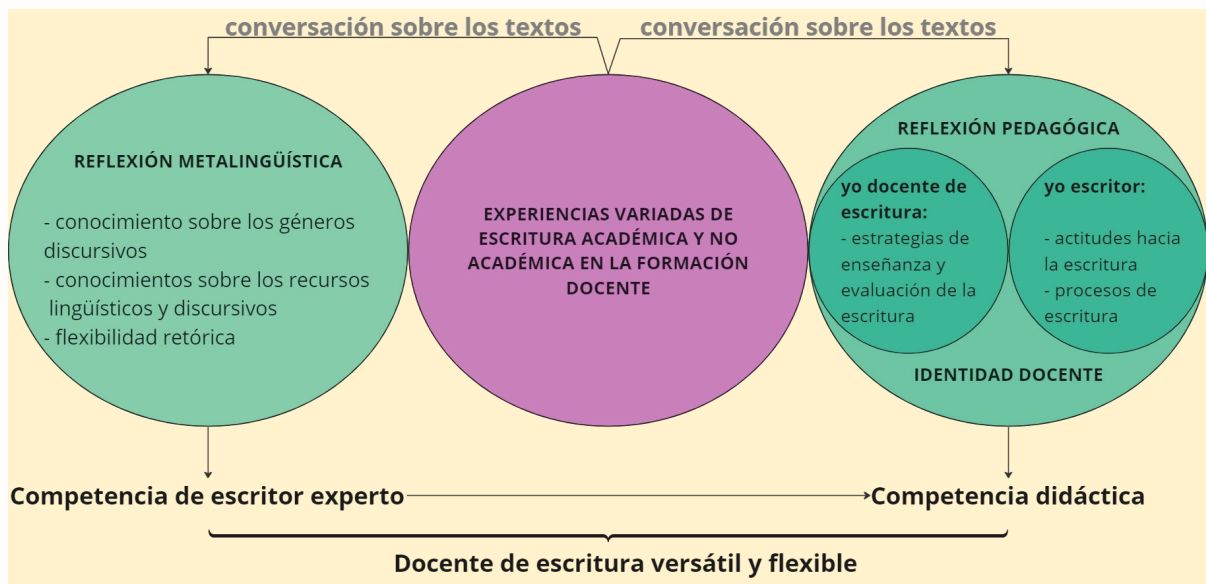 conversación sobre los textos
conversación sobre los textos
REFLEXIÓN METALINGÜÍSTICA
- conocimiento sobre los géneros
discursivos
- conocimientos sobre los recursos
lingüísticos y discursivos
- flexibilidad retórica
EXPERIENCIAS VARIADAS DE
ESCRITURA ACADÉMICA Y NO
ACADÉMICA EN LA FORMACIÓN
DOCENTE
REFLEXIÓN PEDAGÓGICA
yo docente de
escritura:
- estrategias de
enseñanza y
evaluación de la
escritura
yo escritor:
- actitudes hacia
la escritura
- procesos de
escritura
IDENTIDAD DOCENTE
Competencia de escritor experto
Competencia didáctica
Docente de escritura versátil y flexible